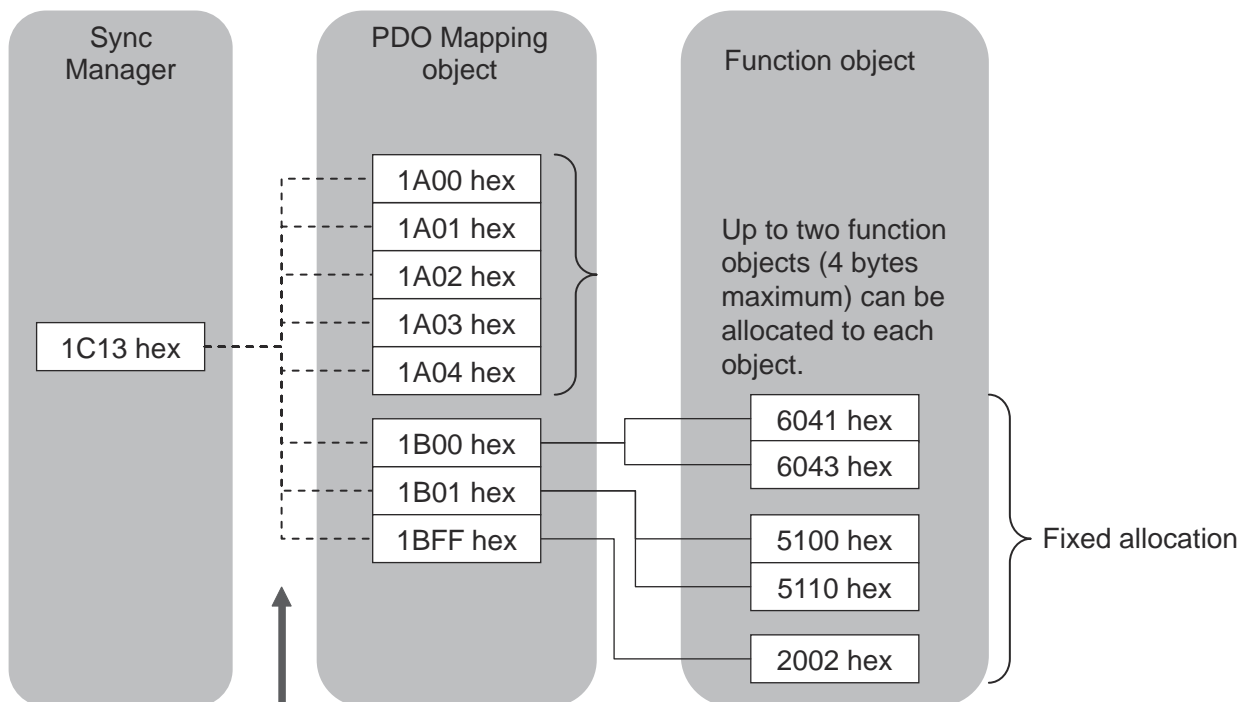 Sync
Manager
PDO Mapping
object
Function object
1A00 hex
1A01 hex
1A02 hex
1A03 hex
1A04 hex
1C13 hex
Up to two function
objects (4 bytes
maximum) can be
allocated to each
object.
1B00 hex
1B01 hex
1BFF hex
6041 hex
6043 hex
5100 hex
5110 hex
2002 hex
Fixed allocation